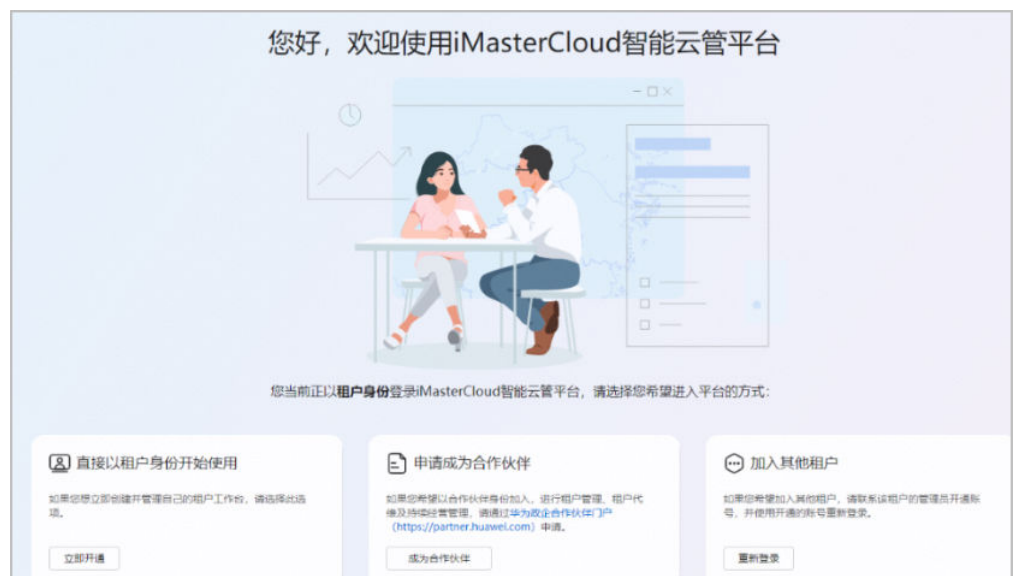 您好，欢迎使用iMasterCloud智能云管平台
您当前正以租户身份登录iMasterCloud智能云管平台，请选择您希望进入平台的方式：
直接以租户身份开始使用
如果您想立即创建并管理自己的租户工作台，请选择此选
项。
立即开通
申请成为合作伙伴
如果您希望以合作伙伴身份加入，进行租户管理、租户代
维及持续经营管理，请通过华为政企合作伙伴门户
（https://partner.huawei.com）申请。
成为合作伙伴
加入其他租户
如果您希望加入其他租户，请联系该租户的管理员开通账
号，并使用开通的账号重新登录。
重新登录